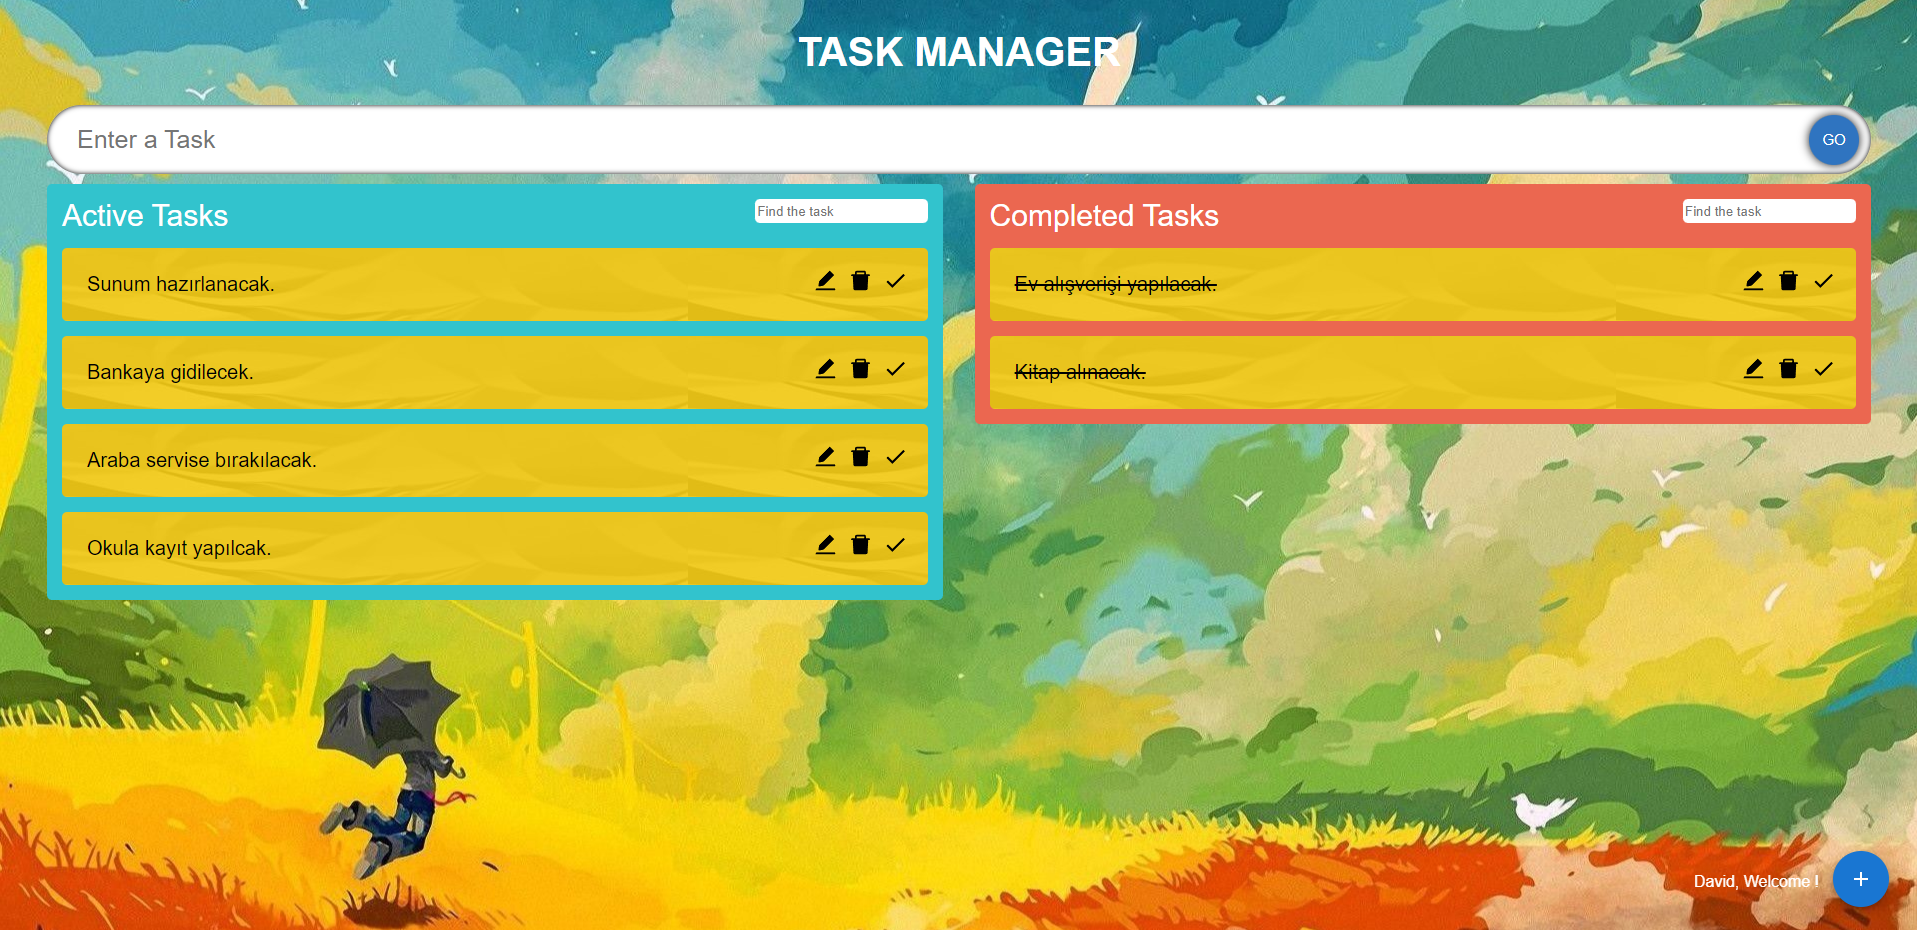 TASK MANAGER
Enter a Task
GO
Active Tasks
Find the task
Sunum hazırlanacak.
Bankaya gidilecek.
Araba servise bırakılacak.
Okula kayıt yapılcak.
Completed Tasks
Find the task
Ev alışverişi yapılacak.
Kitap alınacak.
David, Welcome !